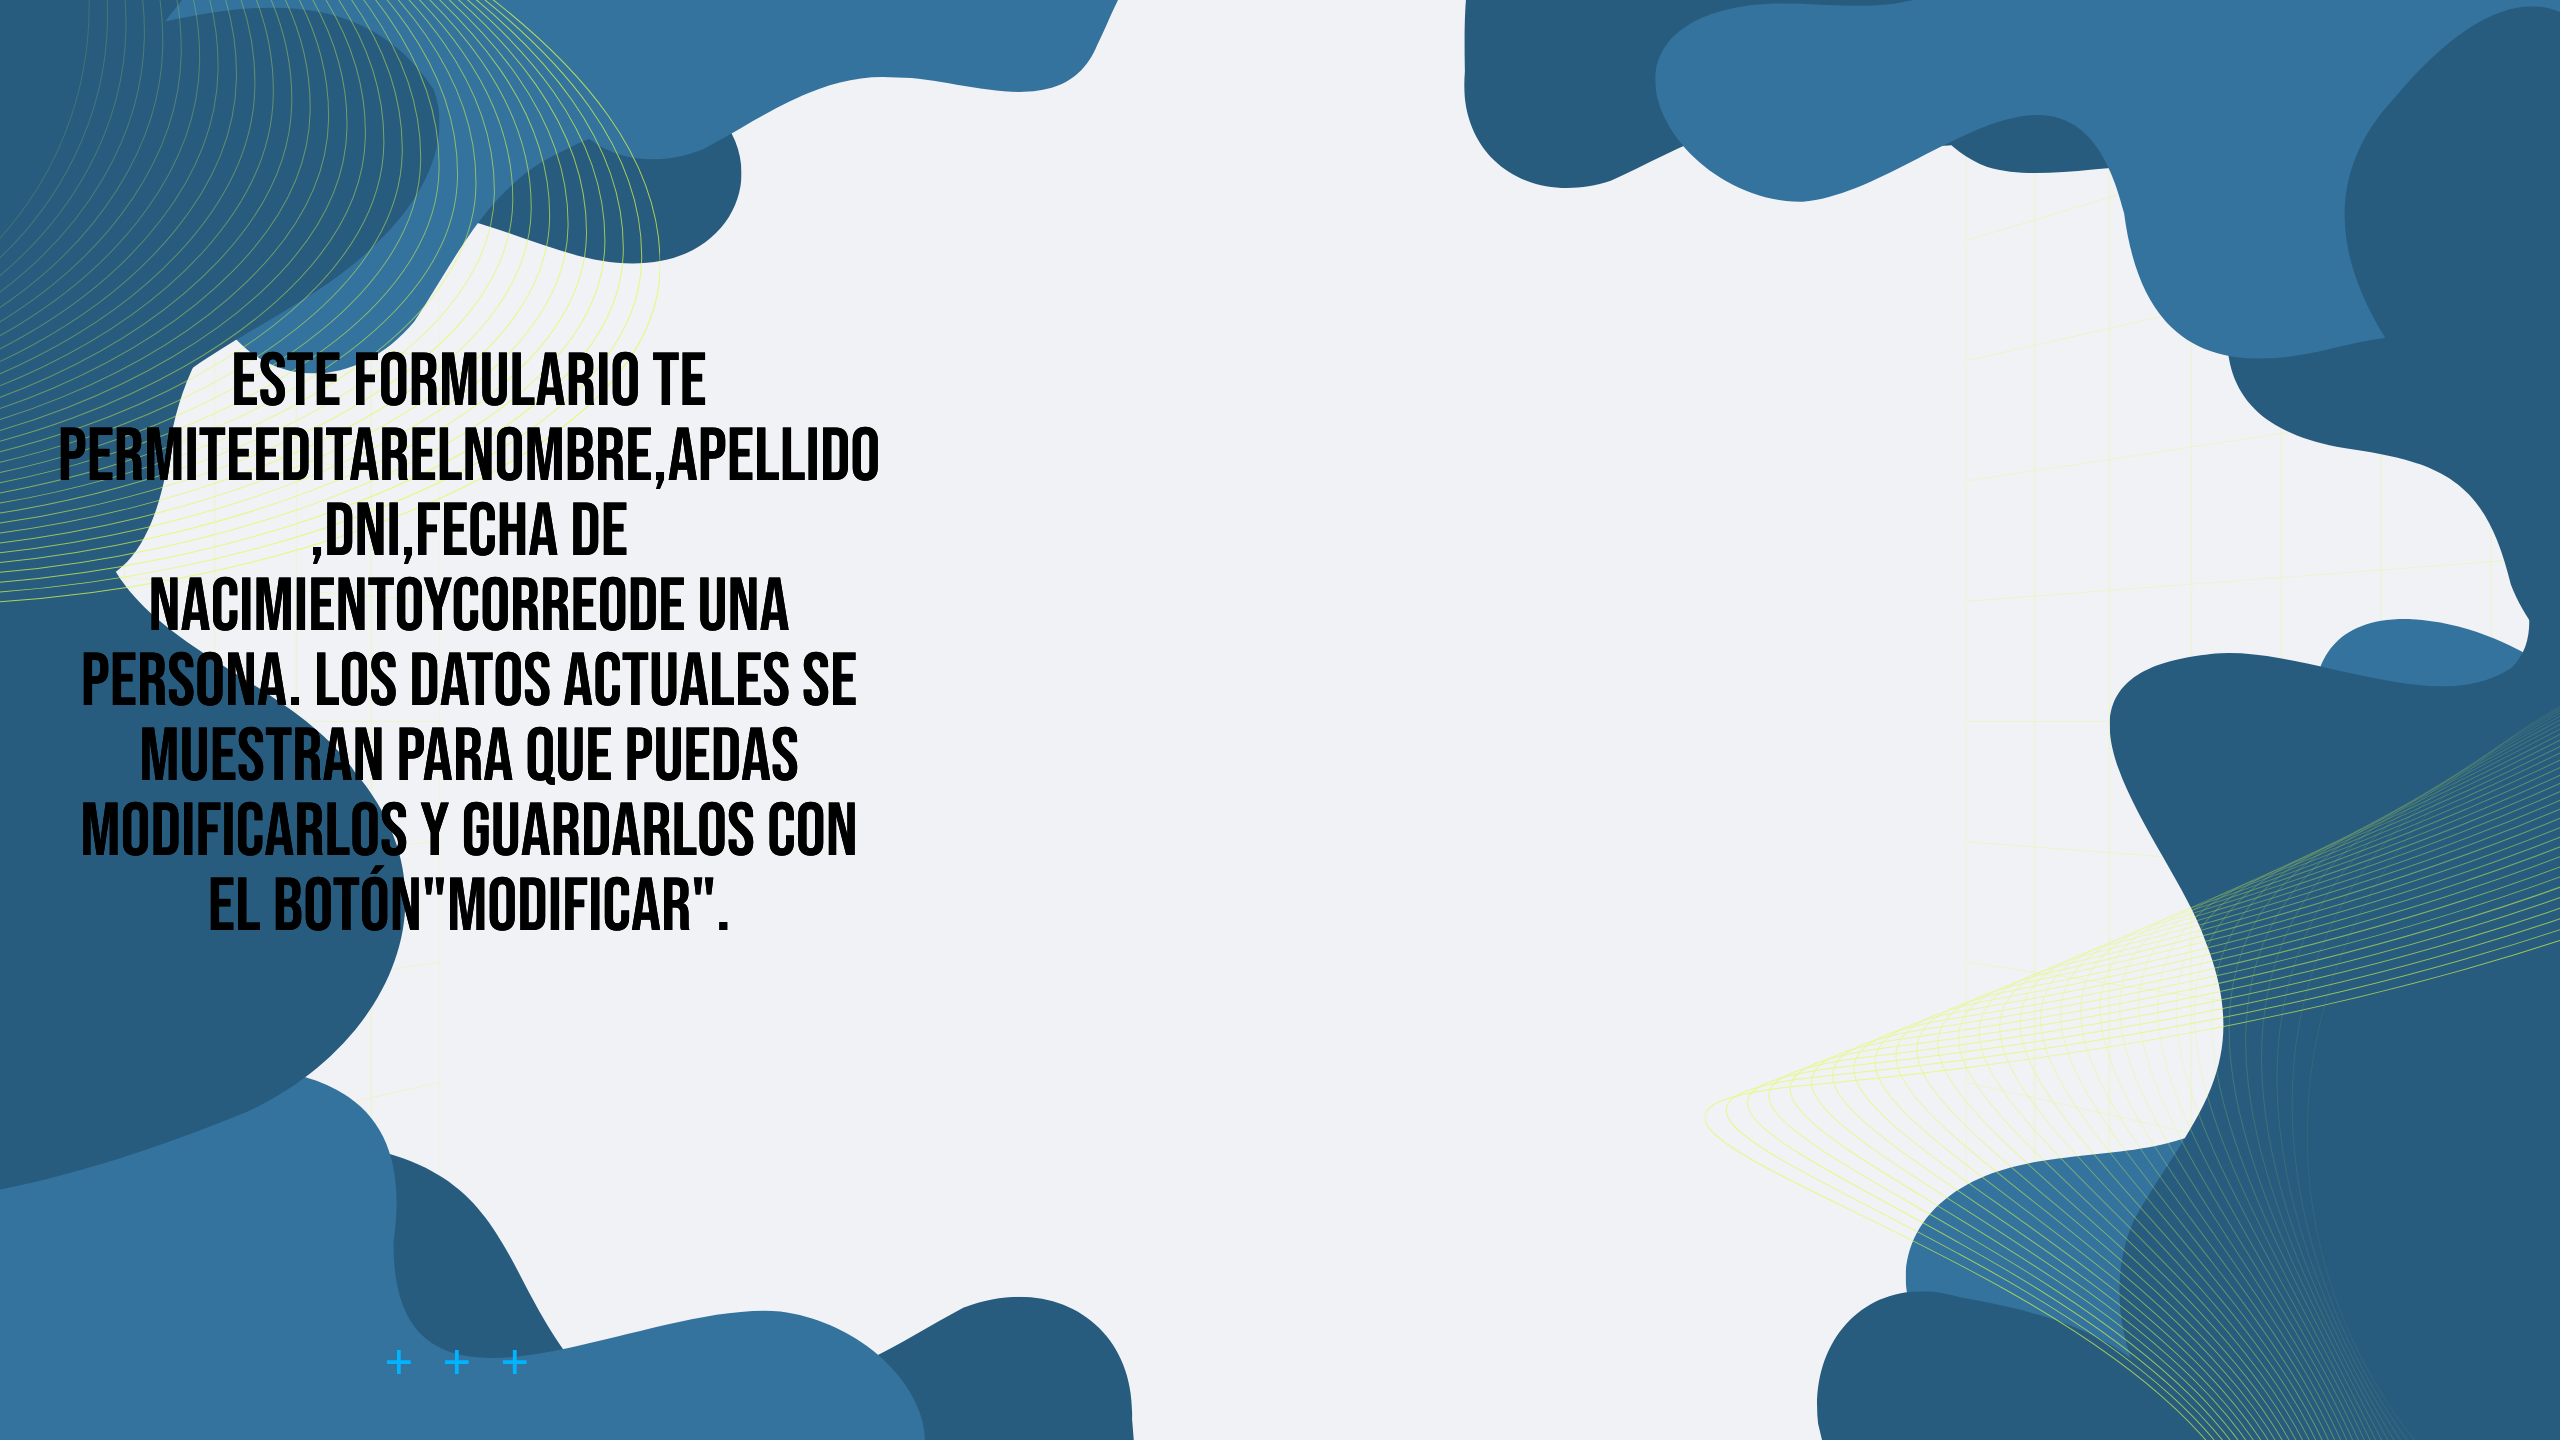 ESTE FORMULARIO TE
PERMITEEDITARELNOMBRE,APELLIDO
,DNI,FECHA DE
NACIMIENTOYCORREODE UNA
PERSONA. LOS DATOS ACTUALES SE
MUESTRAN PARA QUE PUEDAS
MODIFICARLOS Y GUARDARLOS CON
EL BOTÓN"MODIFICAR".